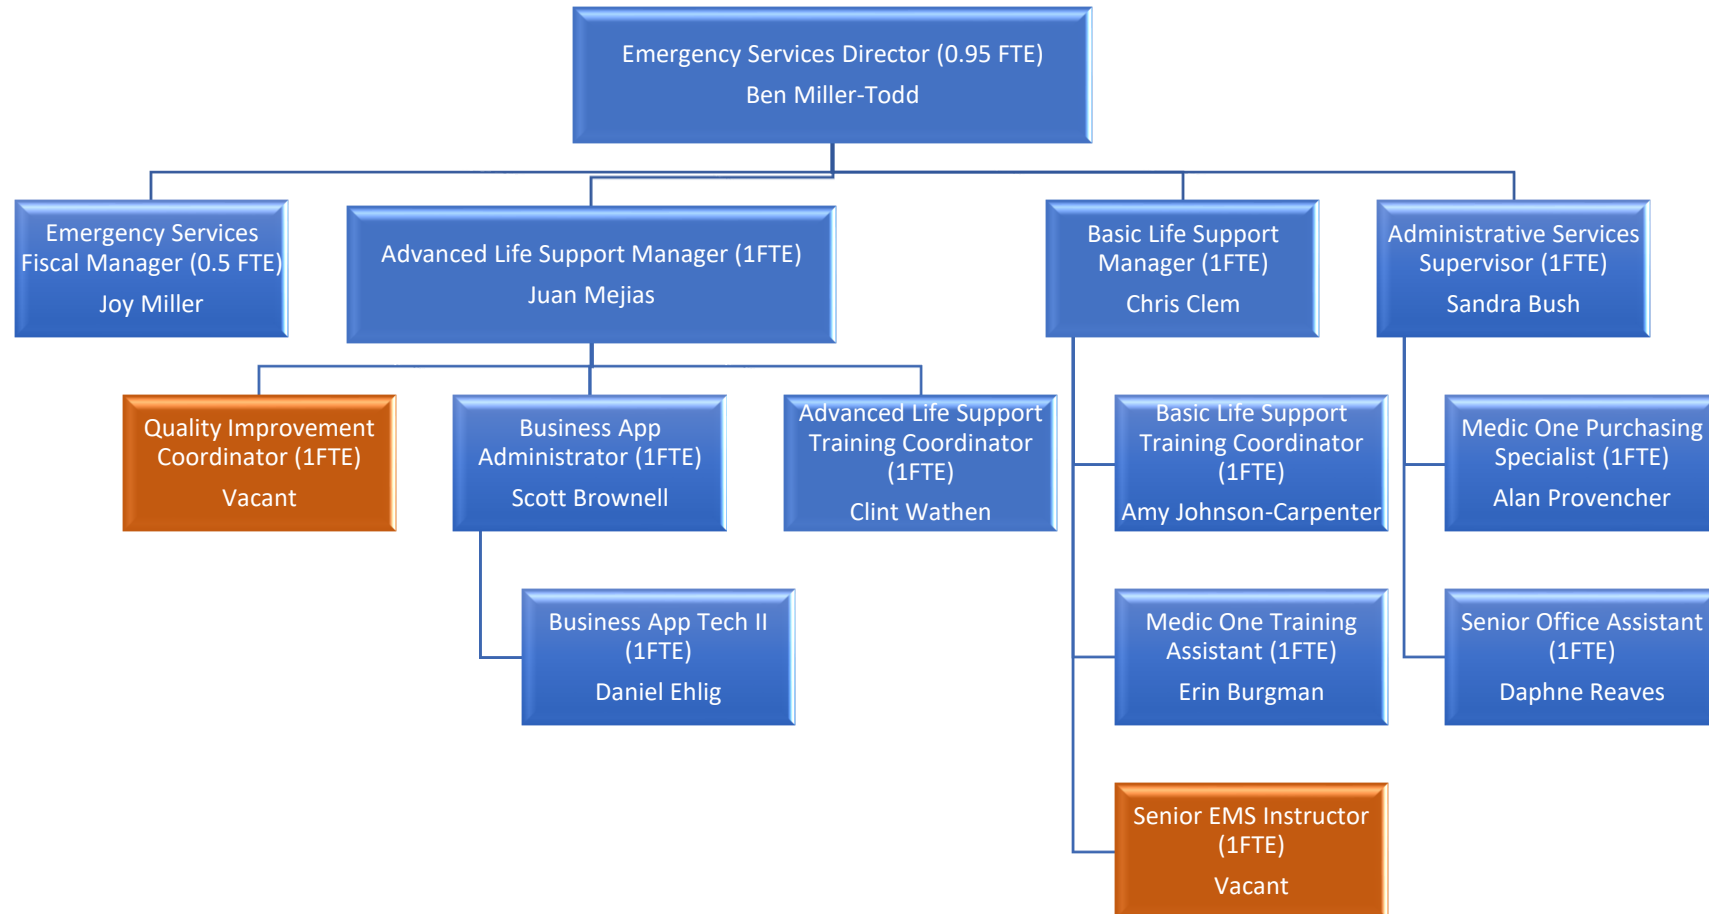 Emergency Services Director (0.95 FTE)
Ben Miller-Todd
Emergency Services
Fiscal Manager (0.5 FTE)
Joy Miller
Advanced Life Support Manager (1FTE)
Juan Mejias
Basic Life Support
Manager (1FTE)
Chris Clem
Administrative Services
Supervisor (1FTE)
Sandra Bush
Quality Improvement
Coordinator (1FTE)
Vacant
Business App
Administrator (1FTE)
Scott Brownell
Advanced Life Support
Training Coordinator
(1FTE)
Clint Wathen
Basic Life Support
Training Coordinator
(1FTE)
Amy Johnson-Carpenter
Medic One Purchasing
Specialist (1FTE)
Alan Provencher
Business App Tech II
(1FTE)
Daniel Ehlig
Medic One Training
Assistant (1FTE)
Erin Burgman
Senior Office Assistant
(1FTE)
Daphne Reaves
Senior EMS Instructor
(1FTE)
Vacant